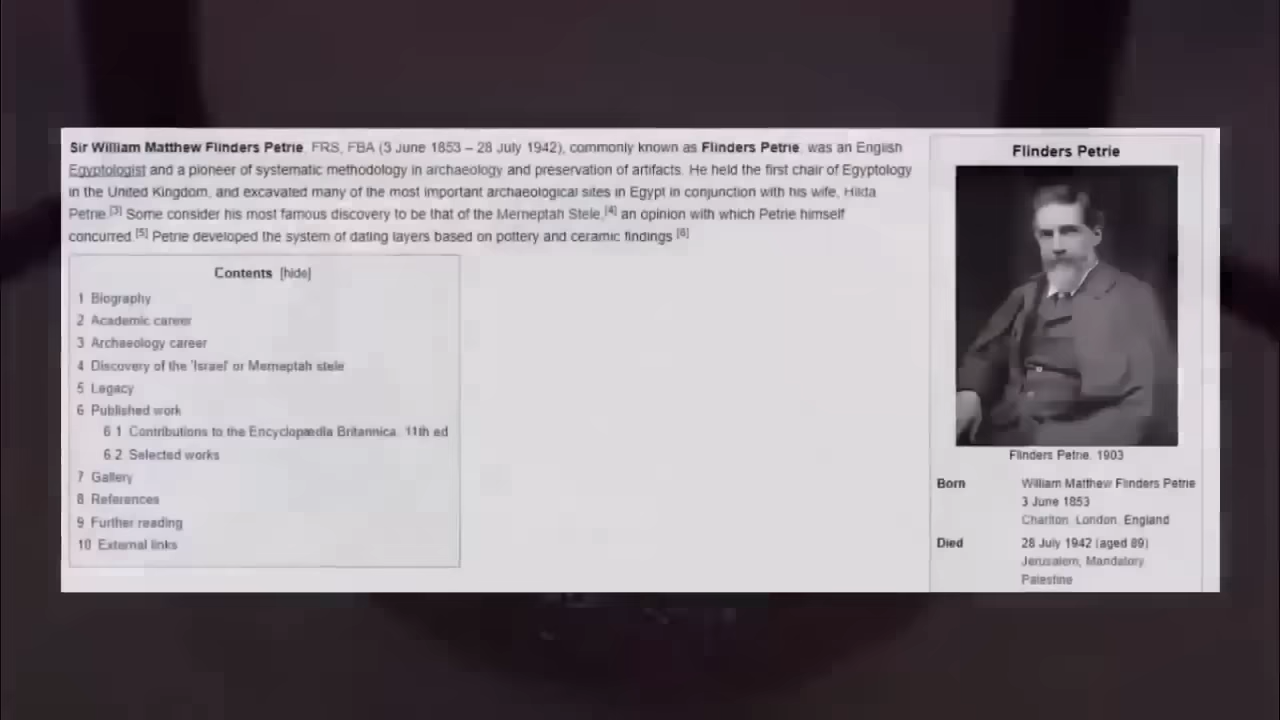 Sir William Matthew Flinders Petrie, FRS, FBA (3 June 1853 – 28 July 1942), commonly known as Flinders Petrie, was an English
Egyptologist and a pioneer of systematic methodology in archaeology and preservation of artifacts. He held the first chair of Egyptology
in the United Kingdom, and excavated many of the most important archaeological sites in Egypt in conjunction with his wife, Hilda
Petrie.[3] Some consider his most famous discovery to be that of the Merneptah Stele,[4] an opinion with which Petrie himself
concurred.[5] Petrie developed the system of dating layers based on pottery and ceramic findings.[6]
Contents [hide]
1 Biography
2 Academic career
3 Archaeology career
4 Discovery of the 'Israel' or Merneptah stele
5 Legacy
6 Published work
6.1 Contributions to the Encyclopædia Britannica, 11th ed
6.2 Selected works
7 Gallery
8 References
9 Further reading
10 External links
Flinders Petrie
Flinders Petrie, 1903
Born William Matthew Flinders Petrie
3 June 1853
Charlton, London, England
Died 28 July 1942 (aged 89)
Jerusalem, Mandatory
Palestine